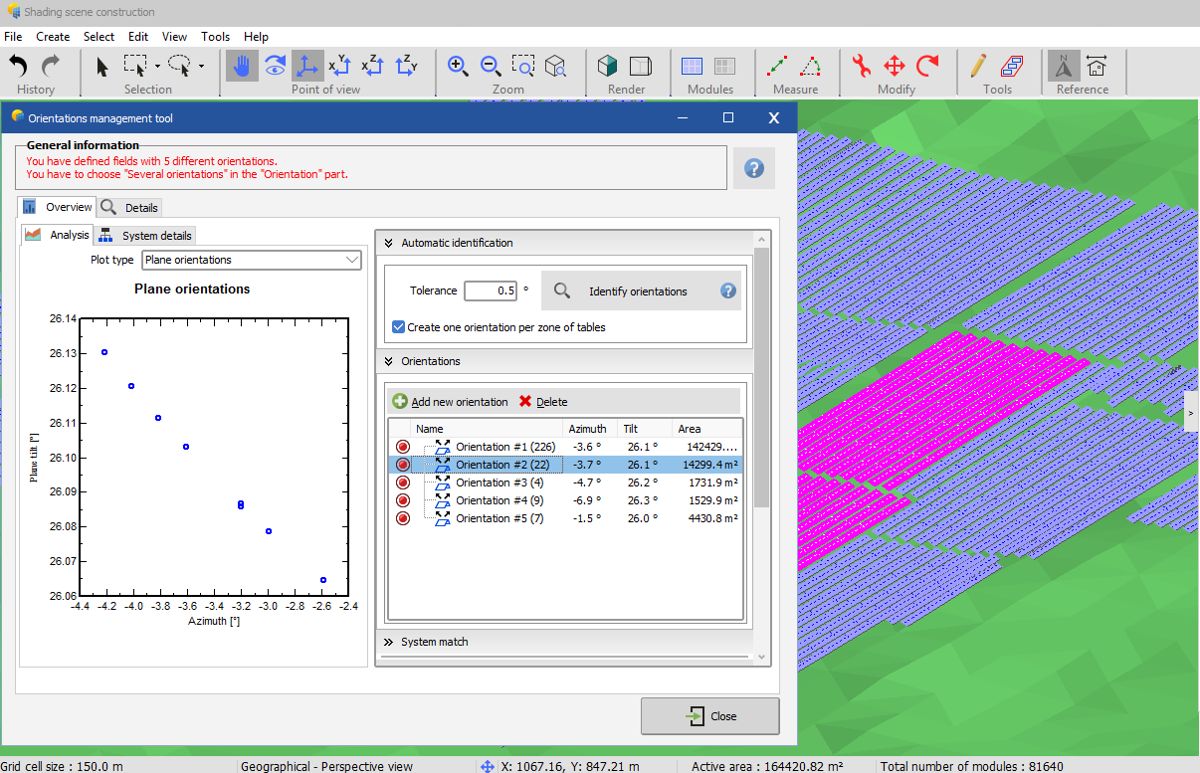 Shading scene construction
File Create Select Edit View Tools Help
History Selection Point of view Zoom Render Modules Measure Modify Tools Reference
Orientations management tool
General information
You have defined fields with 5 different orientations.
You have to choose "Several orientations" in the "Orientation" part.
Overview Details
Analysis System details
Plot type Plane orientations
Plane orientations
26.14
26.13
26.12
26.11
26.10
26.09
26.08
26.07
26.06
Plane tilt [°]
-4.4 -4.2 -4.0 -3.8 -3.6 -3.4 -3.2 -3.0 -2.8 -2.6 -2.4
Azimuth [°]
Automatic identification
Tolerance 0.5 ° Identify orientations
Create one orientation per zone of tables
Orientations
Add new orientation Delete
Name Azimuth Tilt Area
Orientation #1 (226) -3.6 ° 26.1 ° 142429....
Orientation #2 (22) -3.7 ° 26.1 ° 14299.4 m²
Orientation #3 (4) -4.7 ° 26.2 ° 1731.9 m²
Orientation #4 (9) -6.9 ° 26.3 ° 1529.9 m²
Orientation #5 (7) -1.5 ° 26.0 ° 4430.8 m²
System match
Close
Grid cell size : 150.0 m Geographical - Perspective view X: 1067.16, Y: 847.21 m Active area : 164420.82 m² Total number of modules : 81640